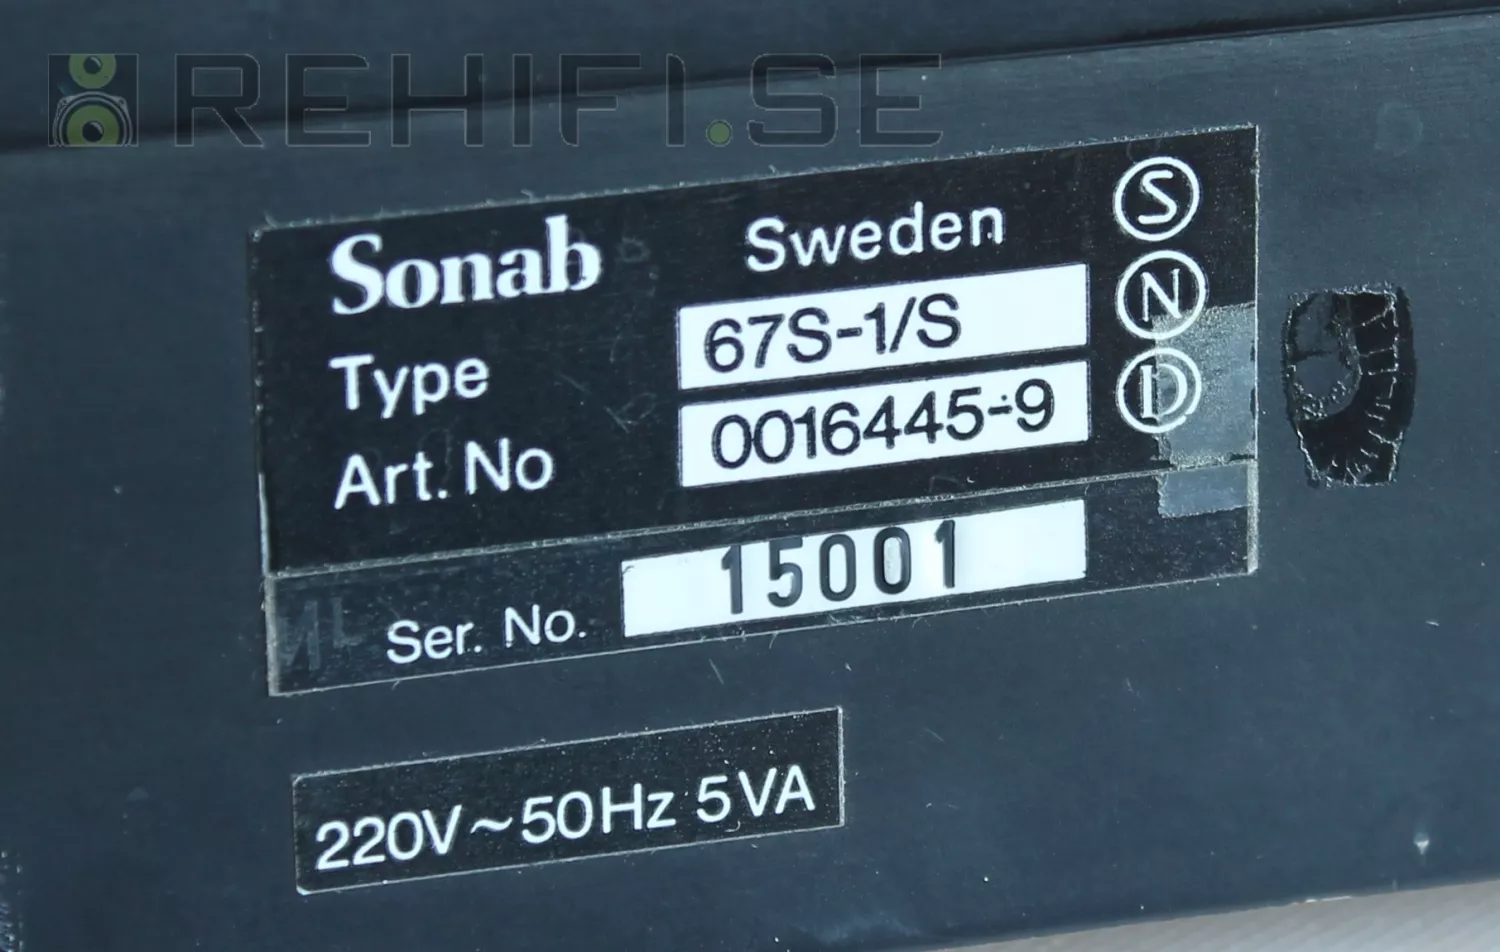 REHIFI.SE
Sonab Sweden
Type 67S-1/S
Art. No 0016445-9
Ser. No. 15001
S
N
D
220V~50Hz 5VA